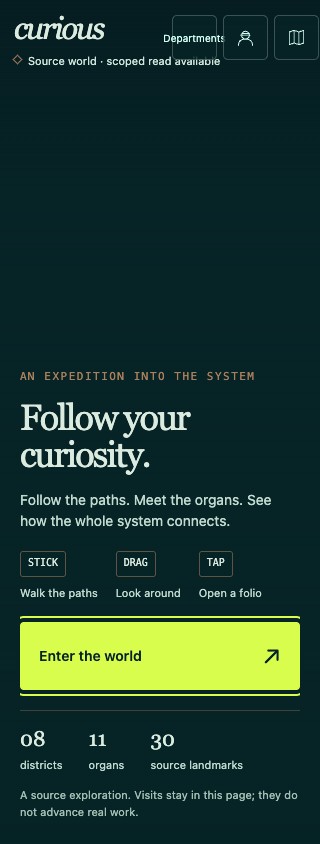 curious
Departments
Source world · scoped read available
AN EXPEDITION INTO THE SYSTEM
Follow your
curiosity.
Follow the paths. Meet the organs. See
how the whole system connects.
STICK DRAG TAP
Walk the paths Look around Open a folio
Enter the world
08 11 30
districts organs source landmarks
A source exploration. Visits stay in this page; they do
not advance real work.